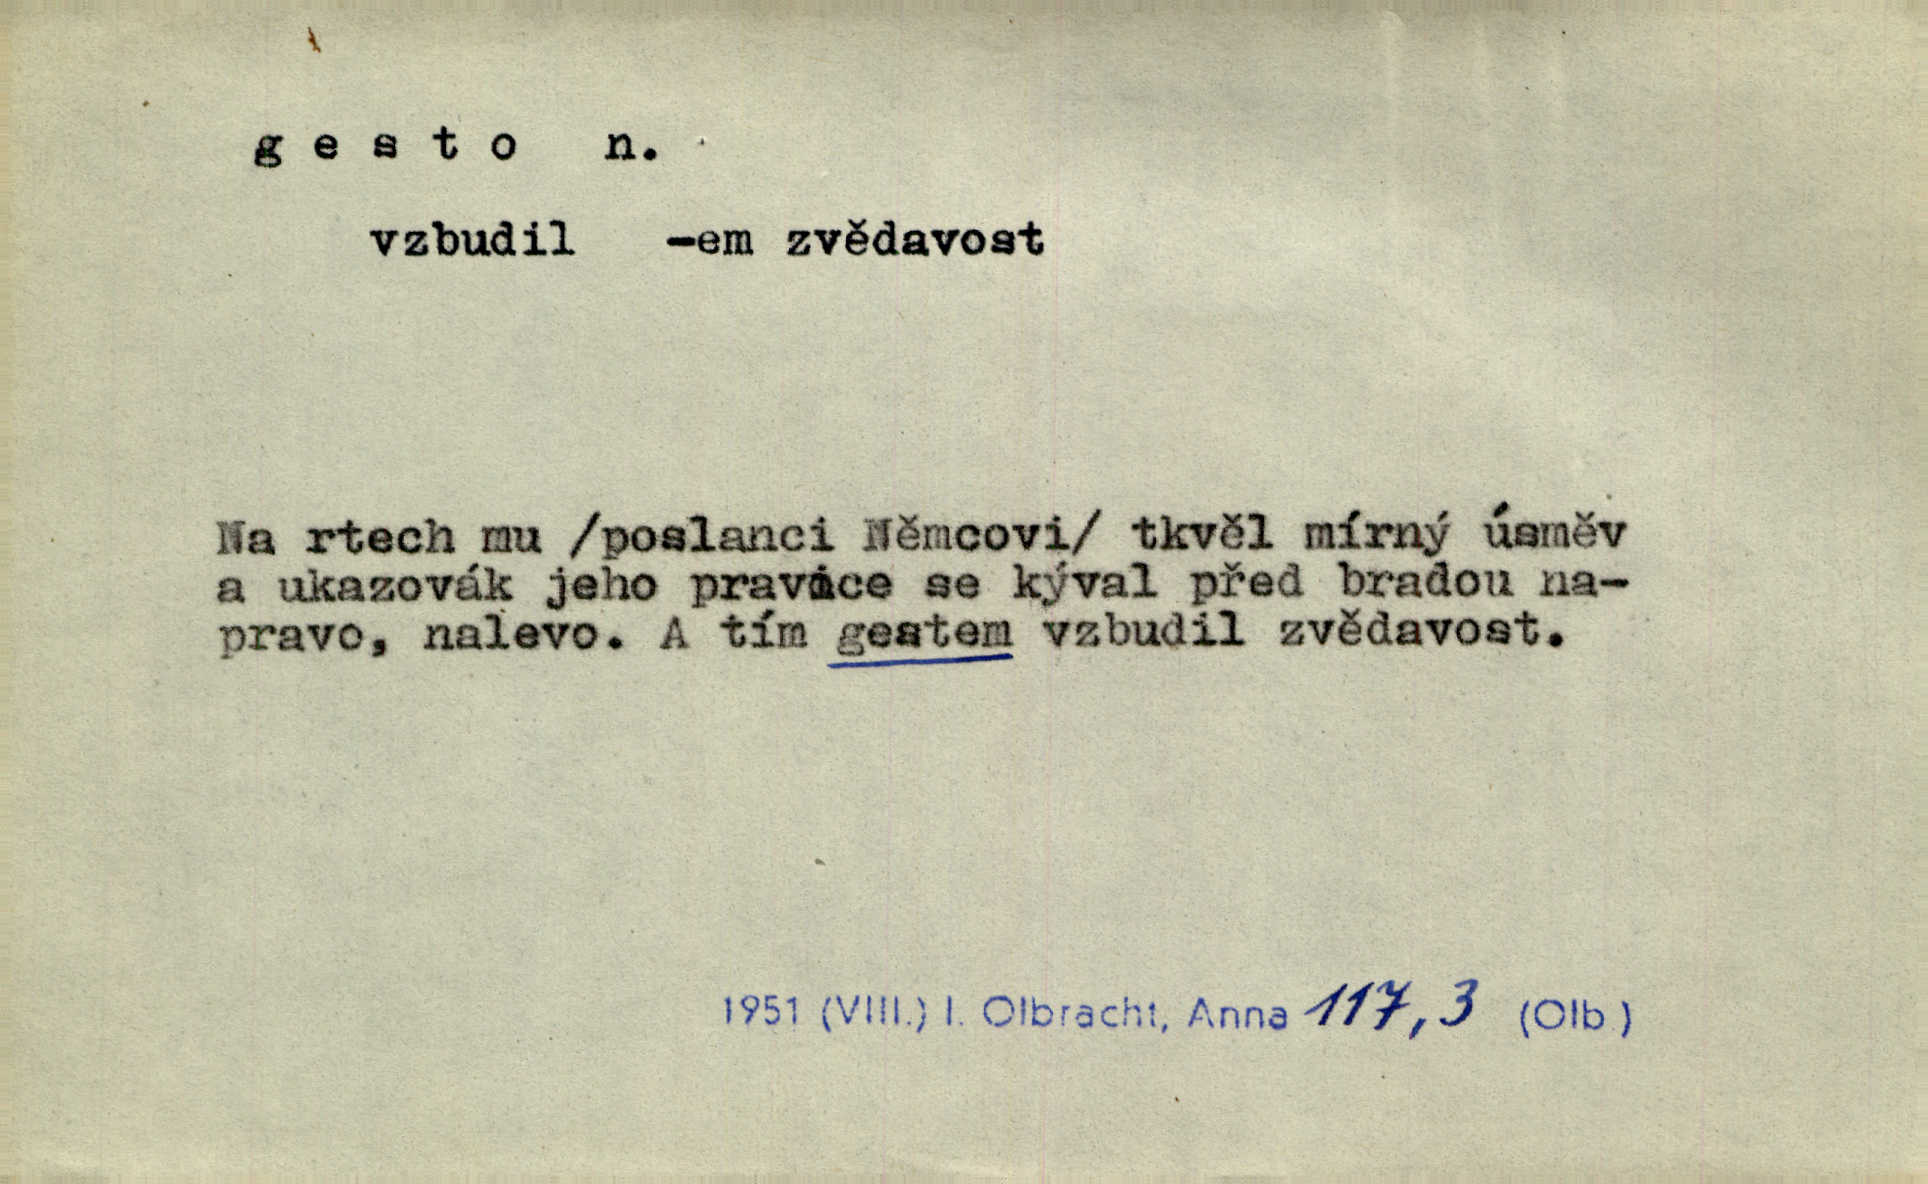 gesto n.
vzbudil -em zvědavost
Na rtech mu /poslanci Němcovi/ tkvěl mírný úsměv
a ukazovák jeho pravice se kýval před bradou na-
pravo, nalevo. A tím gestem vzbudil zvědavost.
1951 (VIII.) I. Olbracht, Anna 117,3 (Olb.)